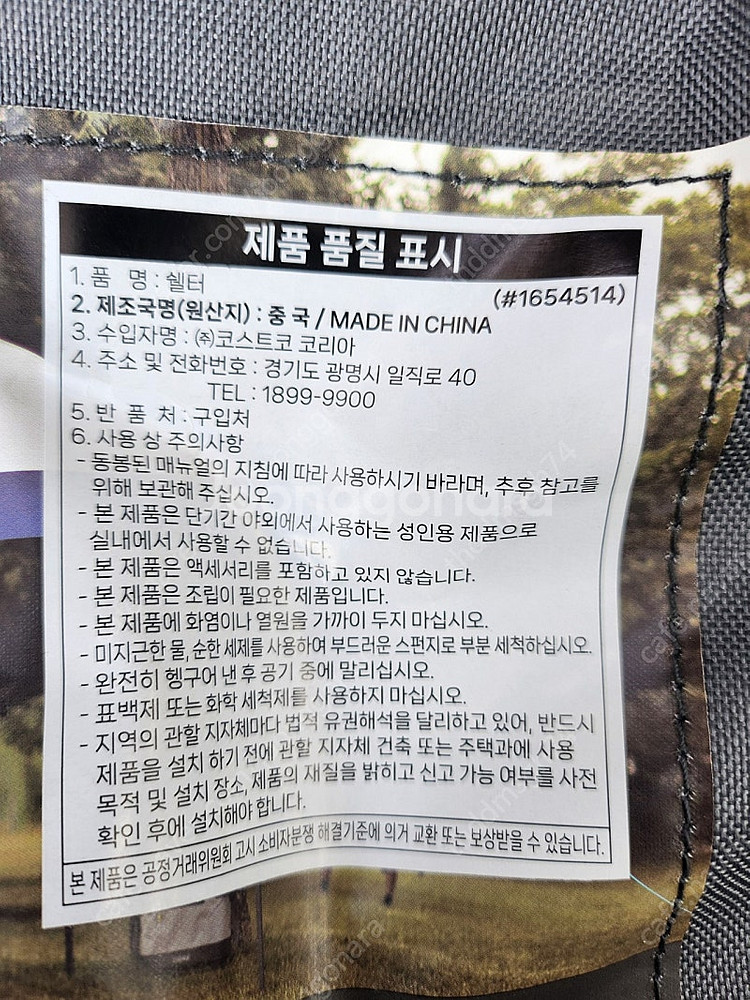 제품 품질 표시
1. 품 명 : 쉘터
(#1654514)
2. 제조국명(원산지) : 중 국 / MADE IN CHINA
3. 수입자명 : ㈜코스트코 코리아
4. 주소 및 전화번호 : 경기도 광명시 일직로 40
TEL : 1899-9900
5. 반 품 처 : 구입처
6. 사용 상 주의사항
- 동봉된 매뉴얼의 지침에 따라 사용하시기 바라며, 추후 참고를
위해 보관해 주십시오.
- 본 제품은 단기간 야외에서 사용하는 성인용 제품으로
실내에서 사용할 수 없습니다.
- 본 제품은 액세서리를 포함하고 있지 않습니다.
- 본 제품은 조립이 필요한 제품입니다.
- 본 제품에 화염이나 열원을 가까이 두지 마십시오.
- 미지근한 물, 순한 세제를 사용하여 부드러운 스펀지로 부분 세척하십시오.
- 완전히 헹구어 낸 후 공기 중에 말리십시오.
- 표백제 또는 화학 세척제를 사용하지 마십시오.
- 지역의 관할 지자체마다 법적 유권해석을 달리하고 있어, 반드시
제품을 설치 하기 전에 관할 지자체 건축 또는 주택과에 사용
목적 및 설치 장소, 제품의 재질을 밝히고 신고 가능 여부를 사전
확인 후에 설치해야 합니다.
본 제품은 공정거래위원회 고시 소비자분쟁 해결기준에 의거 교환 또는 보상받을 수 있습니다.